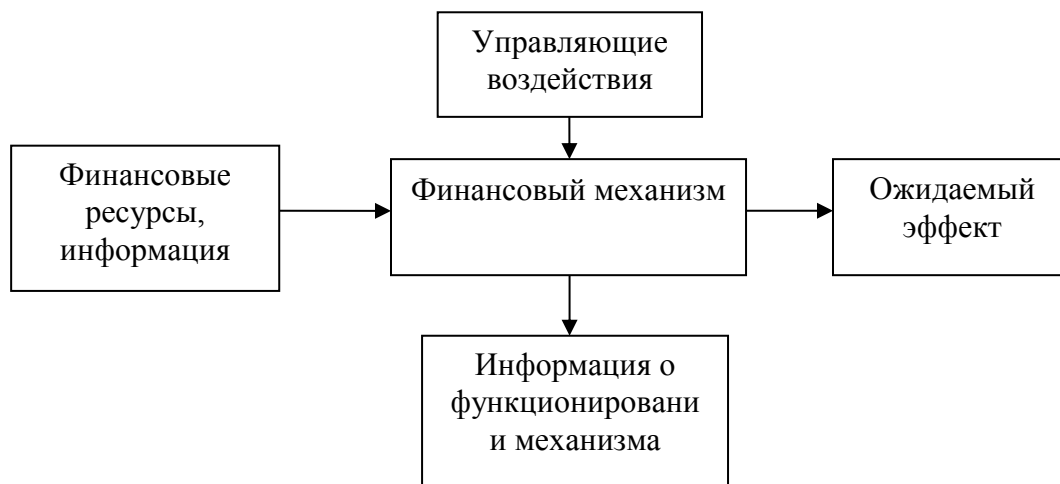 Управляющие
воздействия
Финансовые
ресурсы,
информация
Финансовый механизм
Ожидаемый
эффект
Информация о
функционировани
и механизма